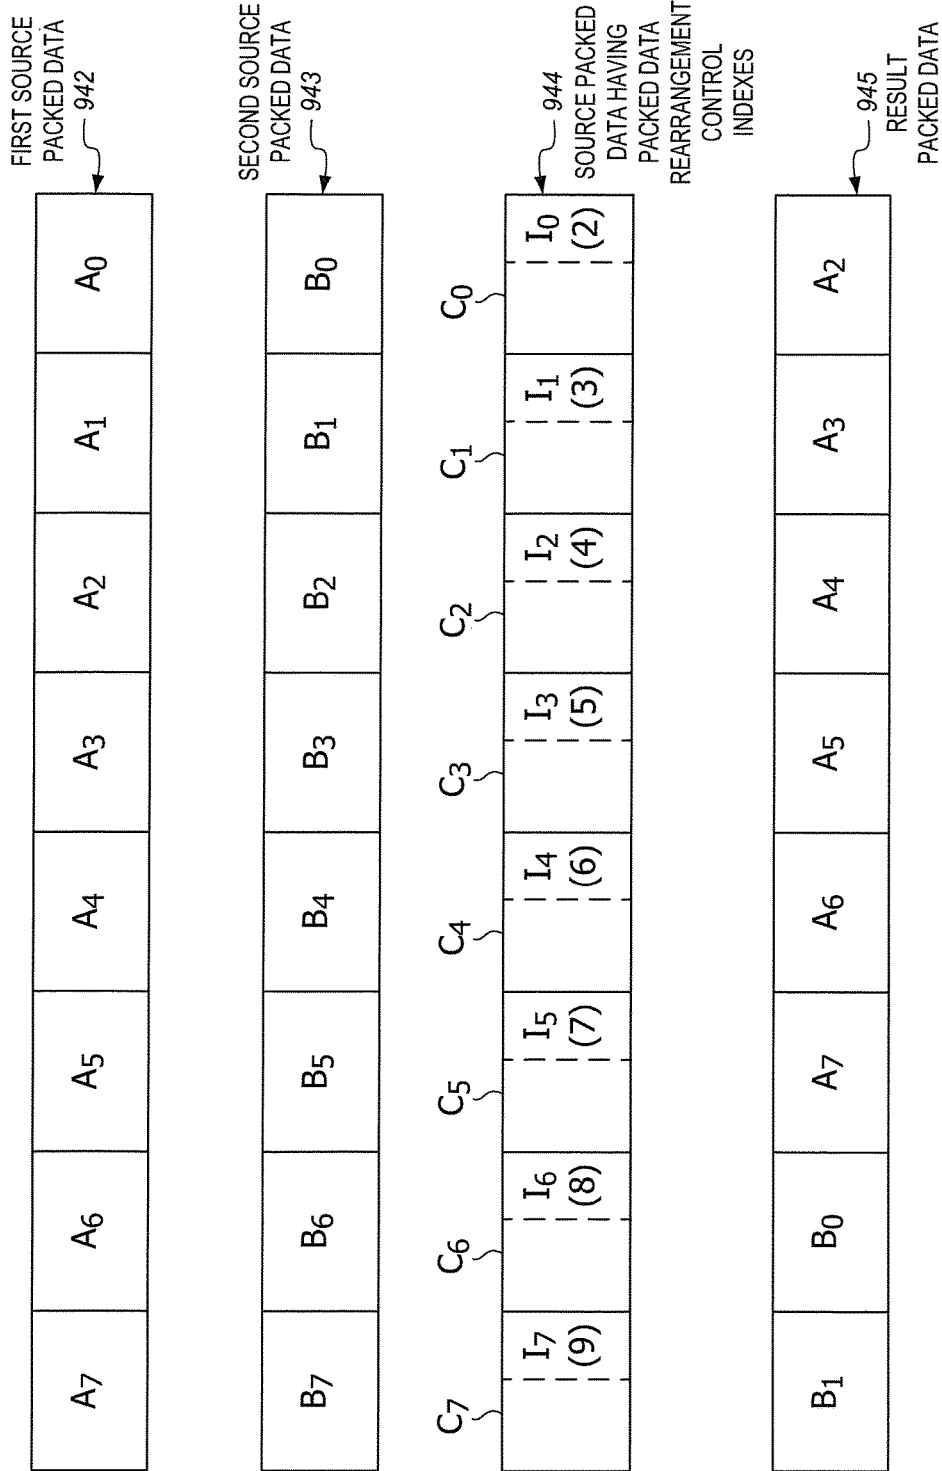 FIRST SOURCE
PACKED DATA
942
A7 A6 A5 A4 A3 A2 A1 A0
SECOND SOURCE
PACKED DATA
943
B7 B6 B5 B4 B3 B2 B1 B0
C7 C6 C5 C4 C3 C2 C1 C0
944
I7 I6 I5 I4 I3 I2 I1 I0
(9) (8) (7) (6) (5) (4) (3) (2)
SOURCE PACKED
DATA HAVING
PACKED DATA
REARRANGEMENT
CONTROL
INDEXES
B1 B0 A7 A6 A5 A4 A3 A2
945
RESULT
PACKED DATA